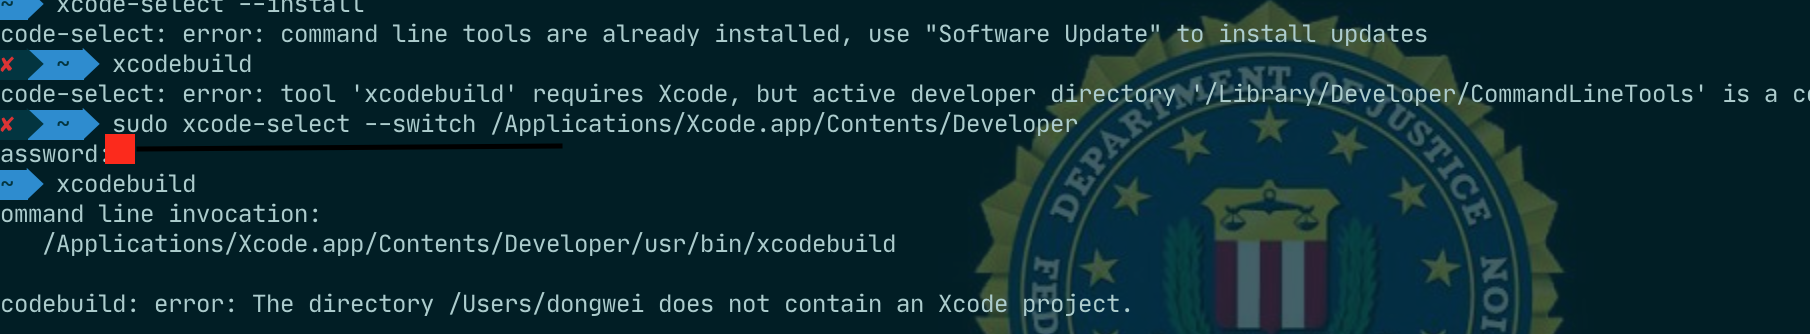 xcode-select --install
code-select: error: command line tools are already installed, use "Software Update" to install updates
✘ ~ xcodebuild
code-select: error: tool 'xcodebuild' requires Xcode, but active developer directory '/Library/Developer/CommandLineTools' is a co
✘ ~ sudo xcode-select --switch /Applications/Xcode.app/Contents/Developer
assword:
~ xcodebuild
ommand line invocation:
/Applications/Xcode.app/Contents/Developer/usr/bin/xcodebuild
codebuild: error: The directory /Users/dongwei does not contain an Xcode project.
DEPARTMENT OF JUSTICE
FED
ION